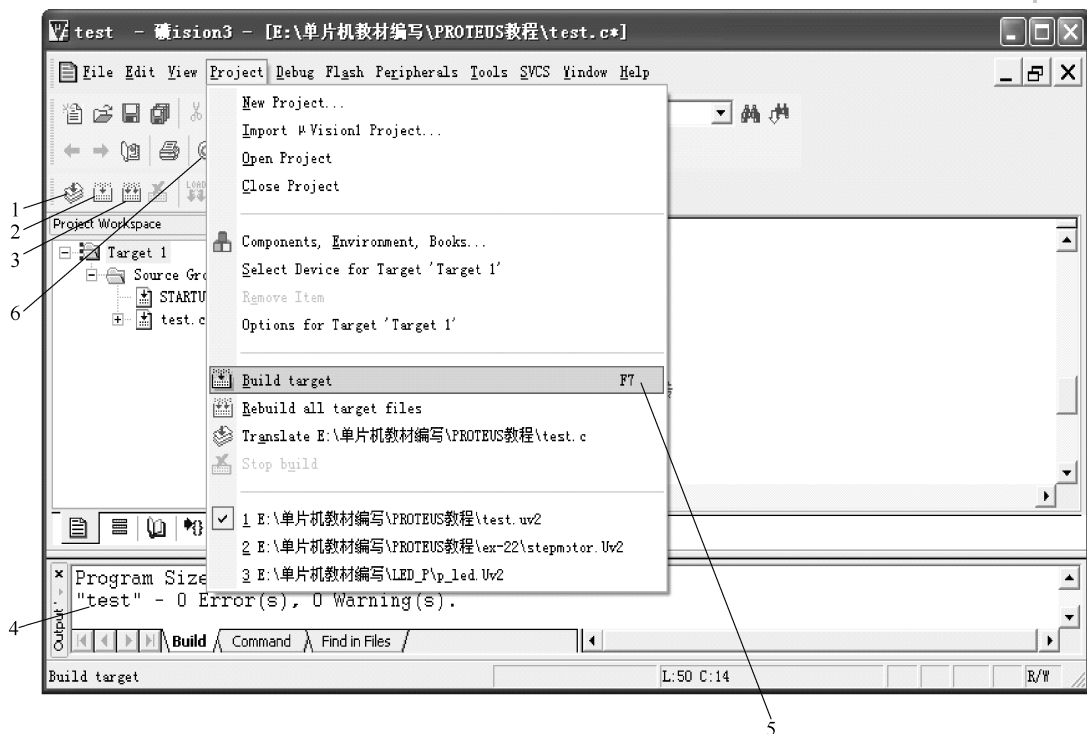 test - 礦ision3 - [E:\单片机教材编写\PROTEUS教程\test.c*]
File Edit View Project Debug Flash Peripherals Tools SVCS Window Help
New Project...
Import μVision1 Project...
Open Project
Close Project
LOAD
1
2
3
6
Project Workspace
Target 1
Source Gro
STARTU
test.c
Components, Environment, Books...
Select Device for Target 'Target 1'
Remove Item
Options for Target 'Target 1'
Build target F7
Rebuild all target files
Translate E:\单片机教材编写\PROTEUS教程\test.c
Stop build
1 E:\单片机教材编写\PROTEUS教程\test.uv2
2 E:\单片机教材编写\PROTEUS教程\ex-22\stepmotor.Uv2
3 E:\单片机教材编写\LED_P\p_led.Uv2
Program Size
"test" - 0 Error(s), 0 Warning(s).
4
Output
Build Command Find in Files
Build target L:50 C:14 R/W
5